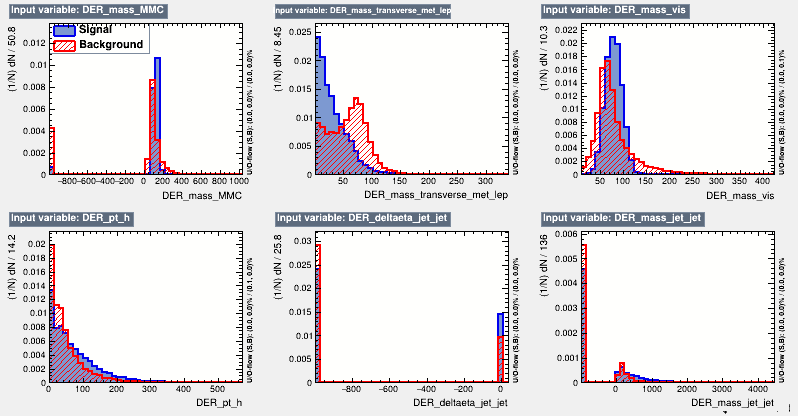 Input variable: DER_mass_MMC
(1/N) dN / 50.8
Signal
Background
0.012
0.01
0.008
0.006
0.004
0.002
0
-800-600-400-200 0 200 400 600 800 1000
DER_mass_MMC
U/O-flow (S,B): (0.0, 0.0)% / (0.0, 0.0)%
nput variable: DER_mass_transverse_met_lep
(1/N) dN / 8.45
0.025
0.02
0.015
0.01
0.005
0
50 100 150 200 250 300
DER_mass_transverse_met_lep
U/O-flow (S,B): (0.0, 0.0)% / (0.0, 0.0)%
Input variable: DER_mass_vis
(1/N) dN / 10.3
0.022
0.02
0.018
0.016
0.014
0.012
0.01
0.008
0.006
0.004
0.002
0
50 100 150 200 250 300 350 400
DER_mass_vis
U/O-flow (S,B): (0.0, 0.0)% / (0.0, 0.1)%
Input variable: DER_pt_h
(1/N) dN / 14.2
0.02
0.018
0.016
0.014
0.012
0.01
0.008
0.006
0.004
0.002
0
0 100 200 300 400 500
DER_pt_h
U/O-flow (S,B): (0.0, 0.0)% / (0.1, 0.0)%
Input variable: DER_deltaeta_jet_jet
(1/N) dN / 25.8
0.03
0.025
0.02
0.015
0.01
0.005
0
-800 -600 -400 -200 0
DER_deltaeta_jet_jet
U/O-flow (S,B): (0.0, 0.0)% / (0.0, 0.0)%
Input variable: DER_mass_jet_jet
(1/N) dN / 136
0.006
0.005
0.004
0.003
0.002
0.001
0
0 1000 2000 3000 4000
DER_mass_jet_jet
U/O-flow (S,B): (0.0, 0.0)% / (0.0, 0.0)%